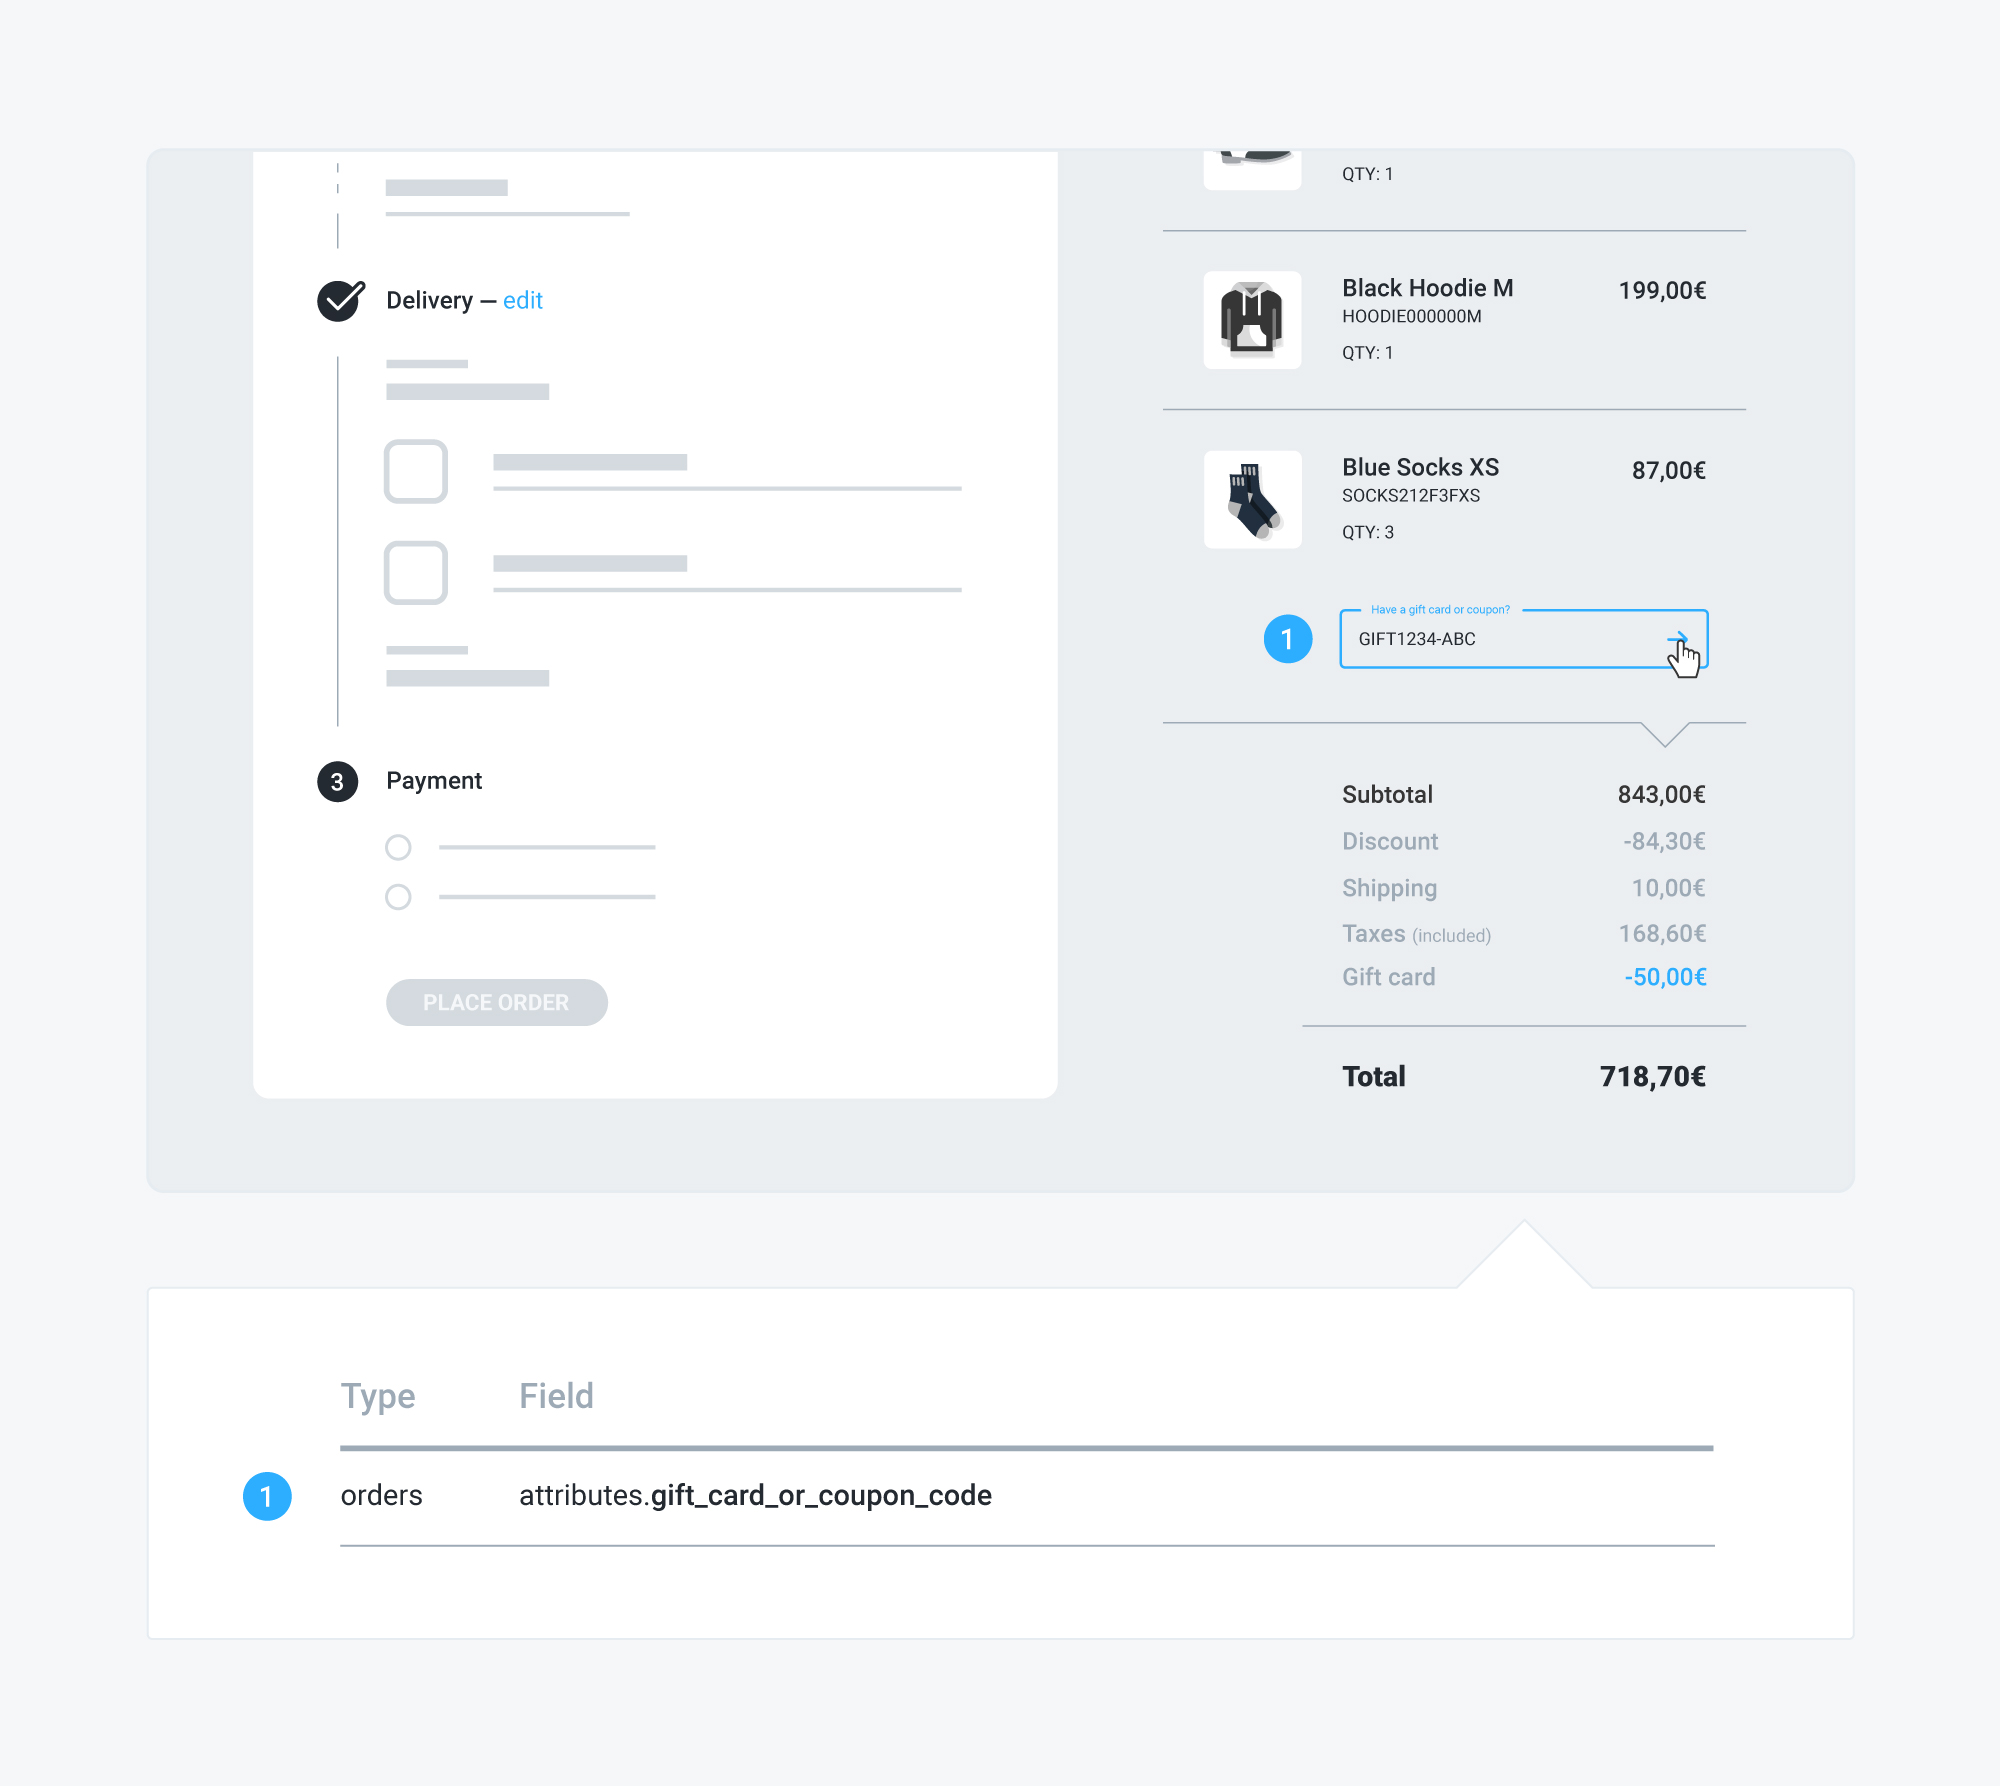 Delivery — edit
3 Payment
PLACE ORDER
QTY: 1
Black Hoodie M 199,00€
HOODIE000000M
QTY: 1
Blue Socks XS 87,00€
SOCKS212F3FXS
QTY: 3
Have a gift card or coupon?
1 GIFT1234-ABC
Subtotal 843,00€
Discount -84,30€
Shipping 10,00€
Taxes (included) 168,60€
Gift card -50,00€
Total 718,70€
Type Field
1 orders attributes.gift_card_or_coupon_code